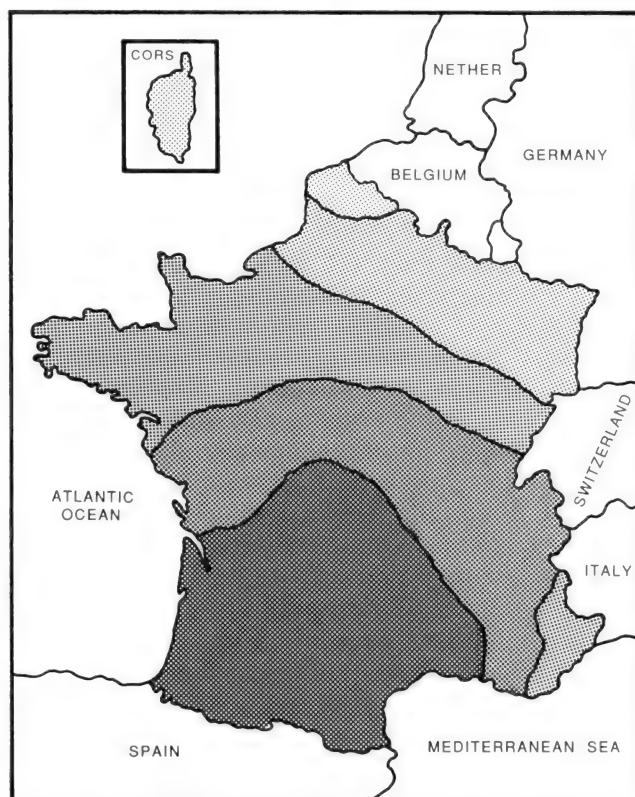 CORS
NETHER
BELGIUM
GERMANY
SWITZERLAND
ATLANTIC
OCEAN
ITALY
SPAIN
MEDITERRANEAN SEA